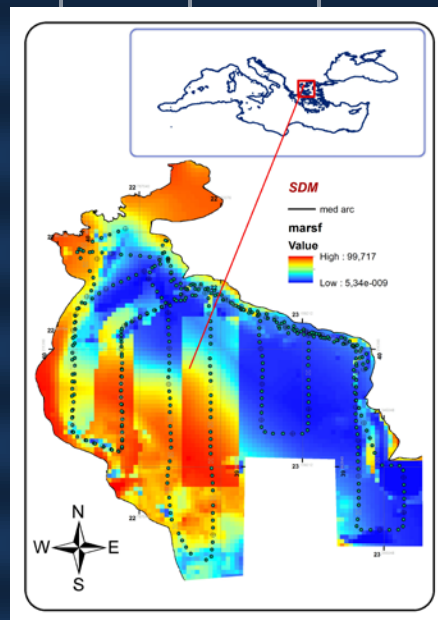 SDM
med arc
marsf
Value
High : 99,717
Low : 5,34e-009
22
22
22
23
22
23
23
N
W E
S